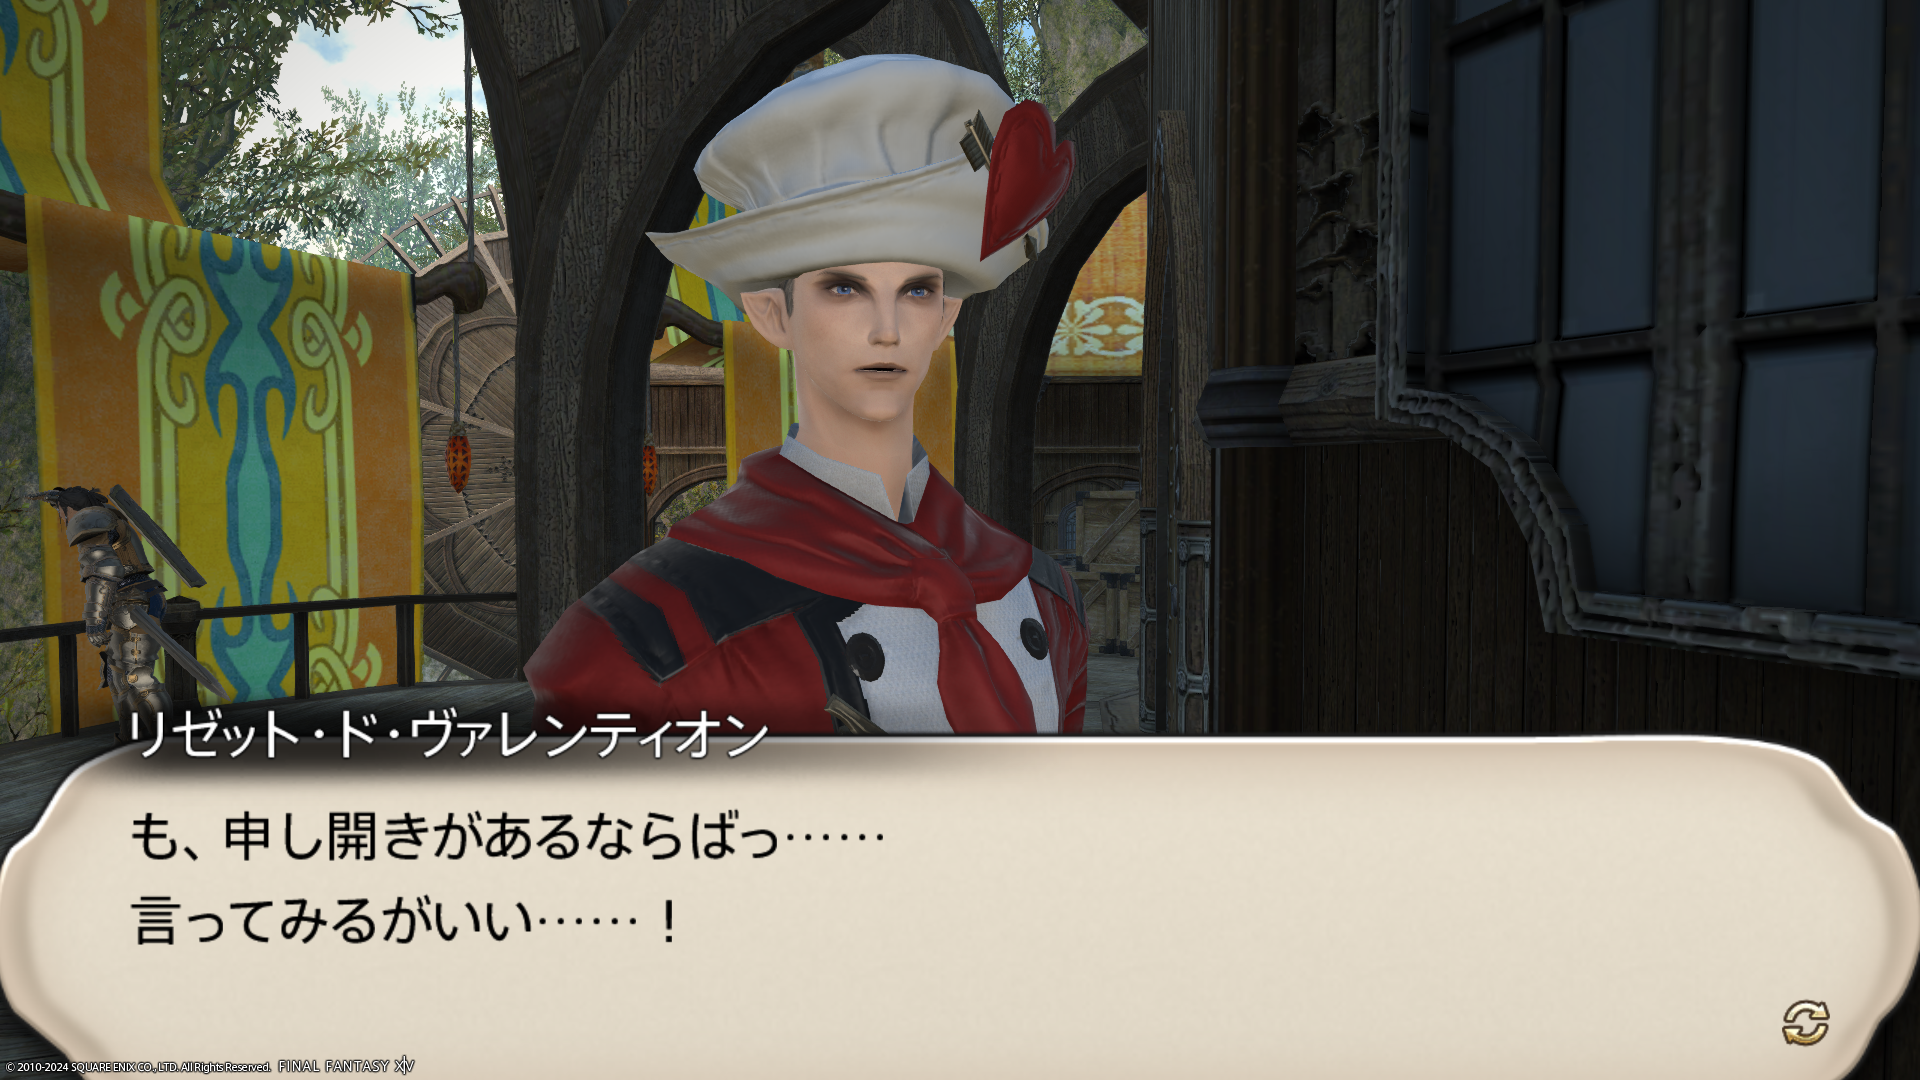 リゼット・ド・ヴァレンティオン
も、申し開きがあるならばっ……
言ってみるがいい……！
© 2010-2024 SQUARE ENIX CO., LTD. All Rights Reserved. FINAL FANTASY XIV